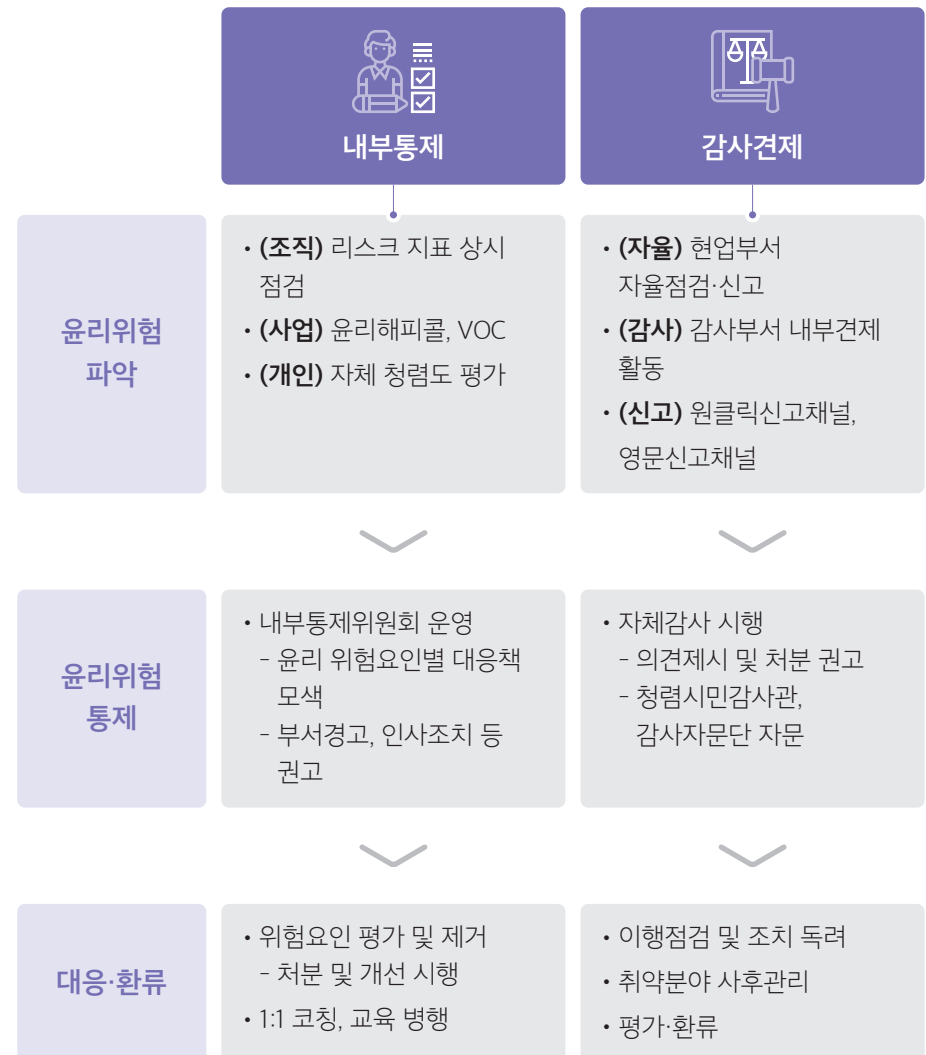 내부통제
감사견제
윤리위험
파악
• (조직) 리스크 지표 상시
점검
• (사업) 윤리해피콜, VOC
• (개인) 자체 청렴도 평가
• (자율) 현업부서
자율점검·신고
• (감사) 감사부서 내부견제
활동
• (신고) 원클릭신고채널,
영문신고채널
윤리위험
통제
• 내부통제위원회 운영
- 윤리 위험요인별 대응책
모색
- 부서경고, 인사조치 등
권고
• 자체감사 시행
- 의견제시 및 처분 권고
- 청렴시민감사관,
감사자문단 자문
대응·환류
• 위험요인 평가 및 제거
- 처분 및 개선 시행
• 1:1 코칭, 교육 병행
• 이행점검 및 조치 독려
• 취약분야 사후관리
• 평가·환류